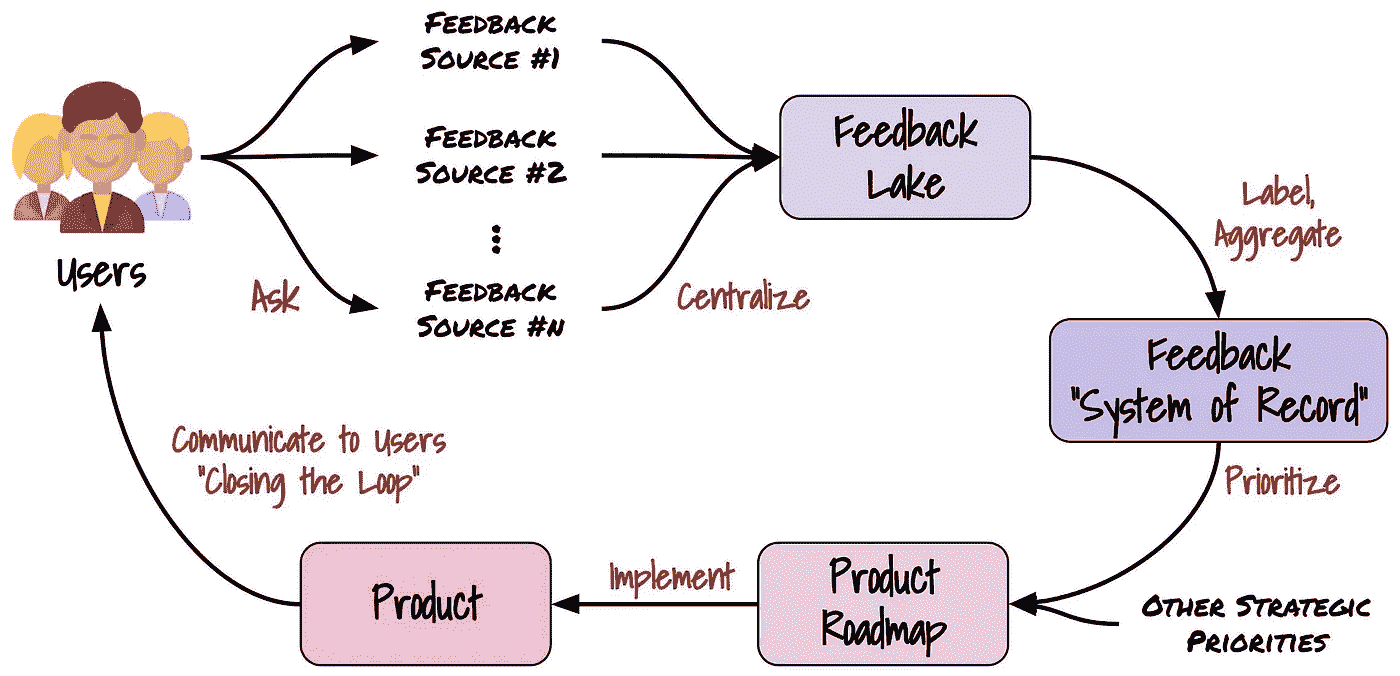 FEEDBACK
SOURCE #1
FEEDBACK
SOURCE #2
FEEDBACK
SOURCE #N
Users
Ask
Centralize
Feedback
Lake
Label,
Aggregate
Feedback
"System of Record"
Prioritize
OTHER STRATEGIC
PRIORITIES
Product
Roadmap
Implement
Product
Communicate to Users
"Closing the Loop"